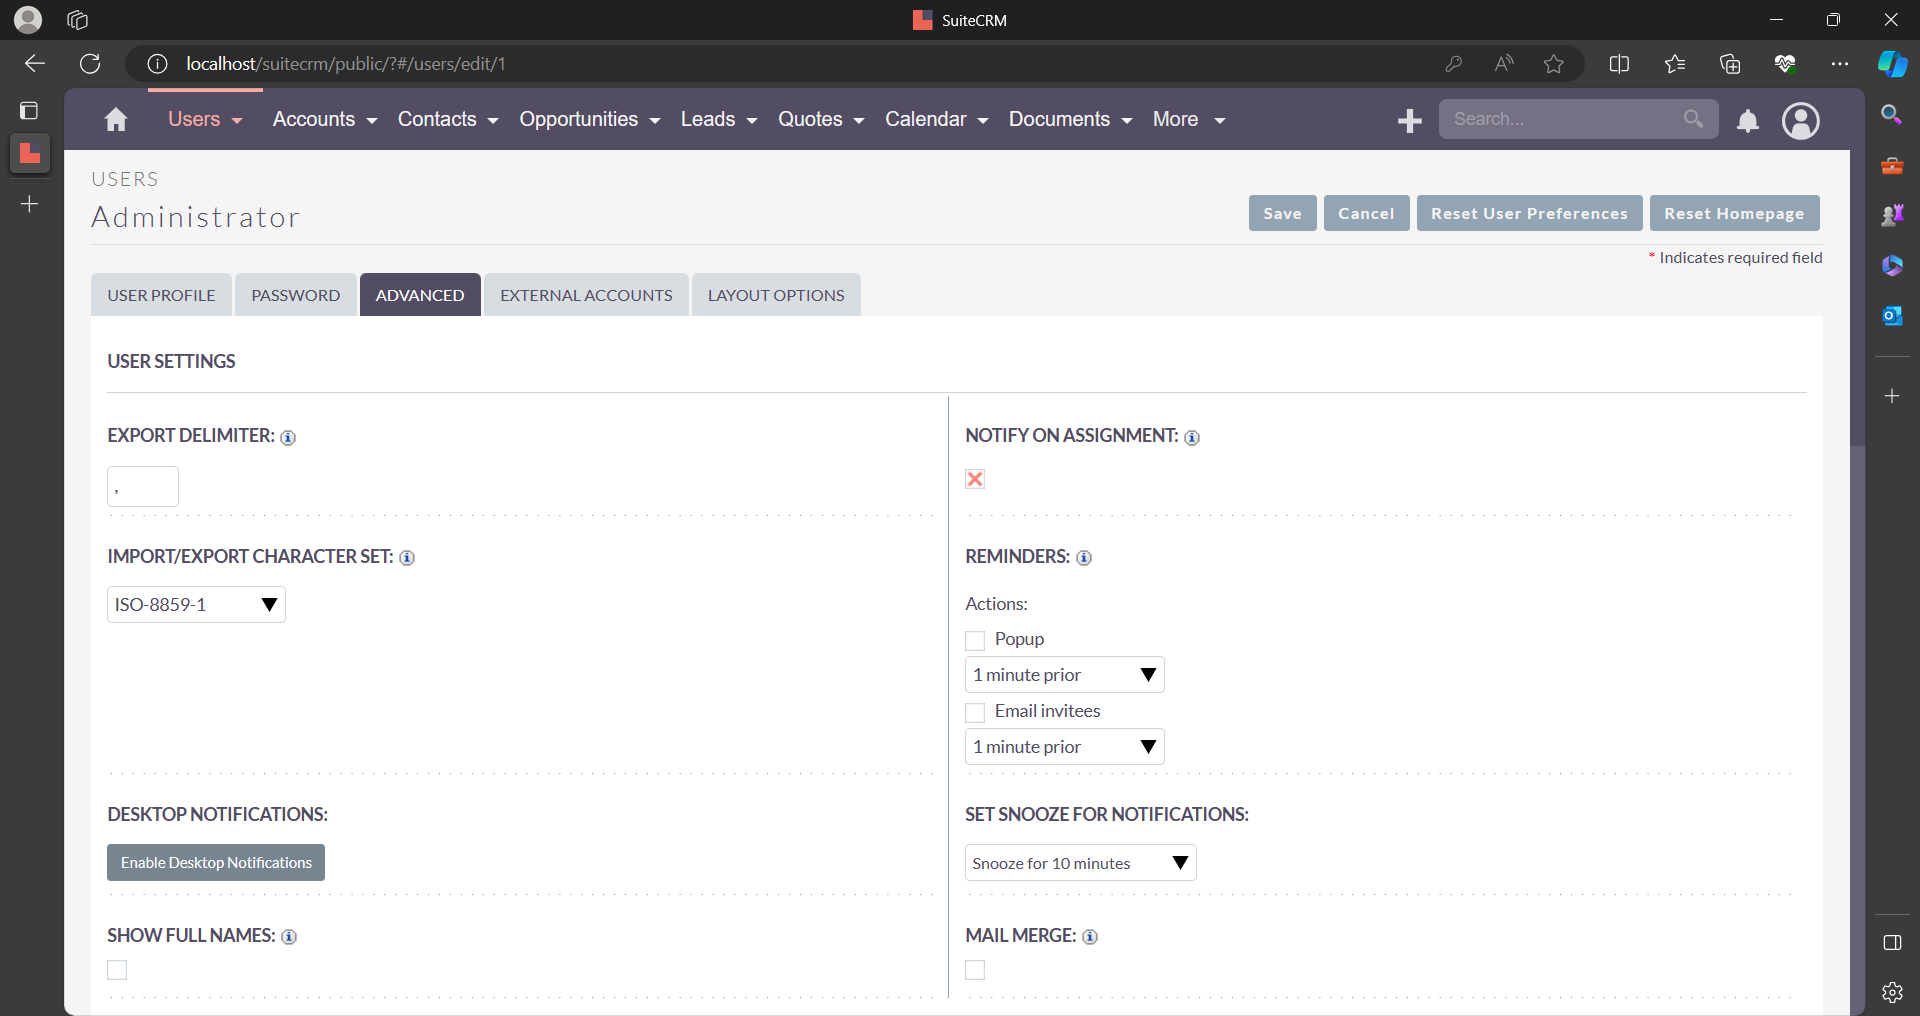 SuiteCRM
localhost/suitecrm/public/?#/users/edit/1
Users Accounts Contacts Opportunities Leads Quotes Calendar Documents More Search...
USERS
Administrator
Save Cancel Reset User Preferences Reset Homepage
* Indicates required field
USER PROFILE PASSWORD ADVANCED EXTERNAL ACCOUNTS LAYOUT OPTIONS
USER SETTINGS
EXPORT DELIMITER: NOTIFY ON ASSIGNMENT:
,
IMPORT/EXPORT CHARACTER SET: REMINDERS:
ISO-8859-1 Actions:
Popup
1 minute prior
Email invitees
1 minute prior
DESKTOP NOTIFICATIONS: SET SNOOZE FOR NOTIFICATIONS:
Enable Desktop Notifications Snooze for 10 minutes
SHOW FULL NAMES: MAIL MERGE: